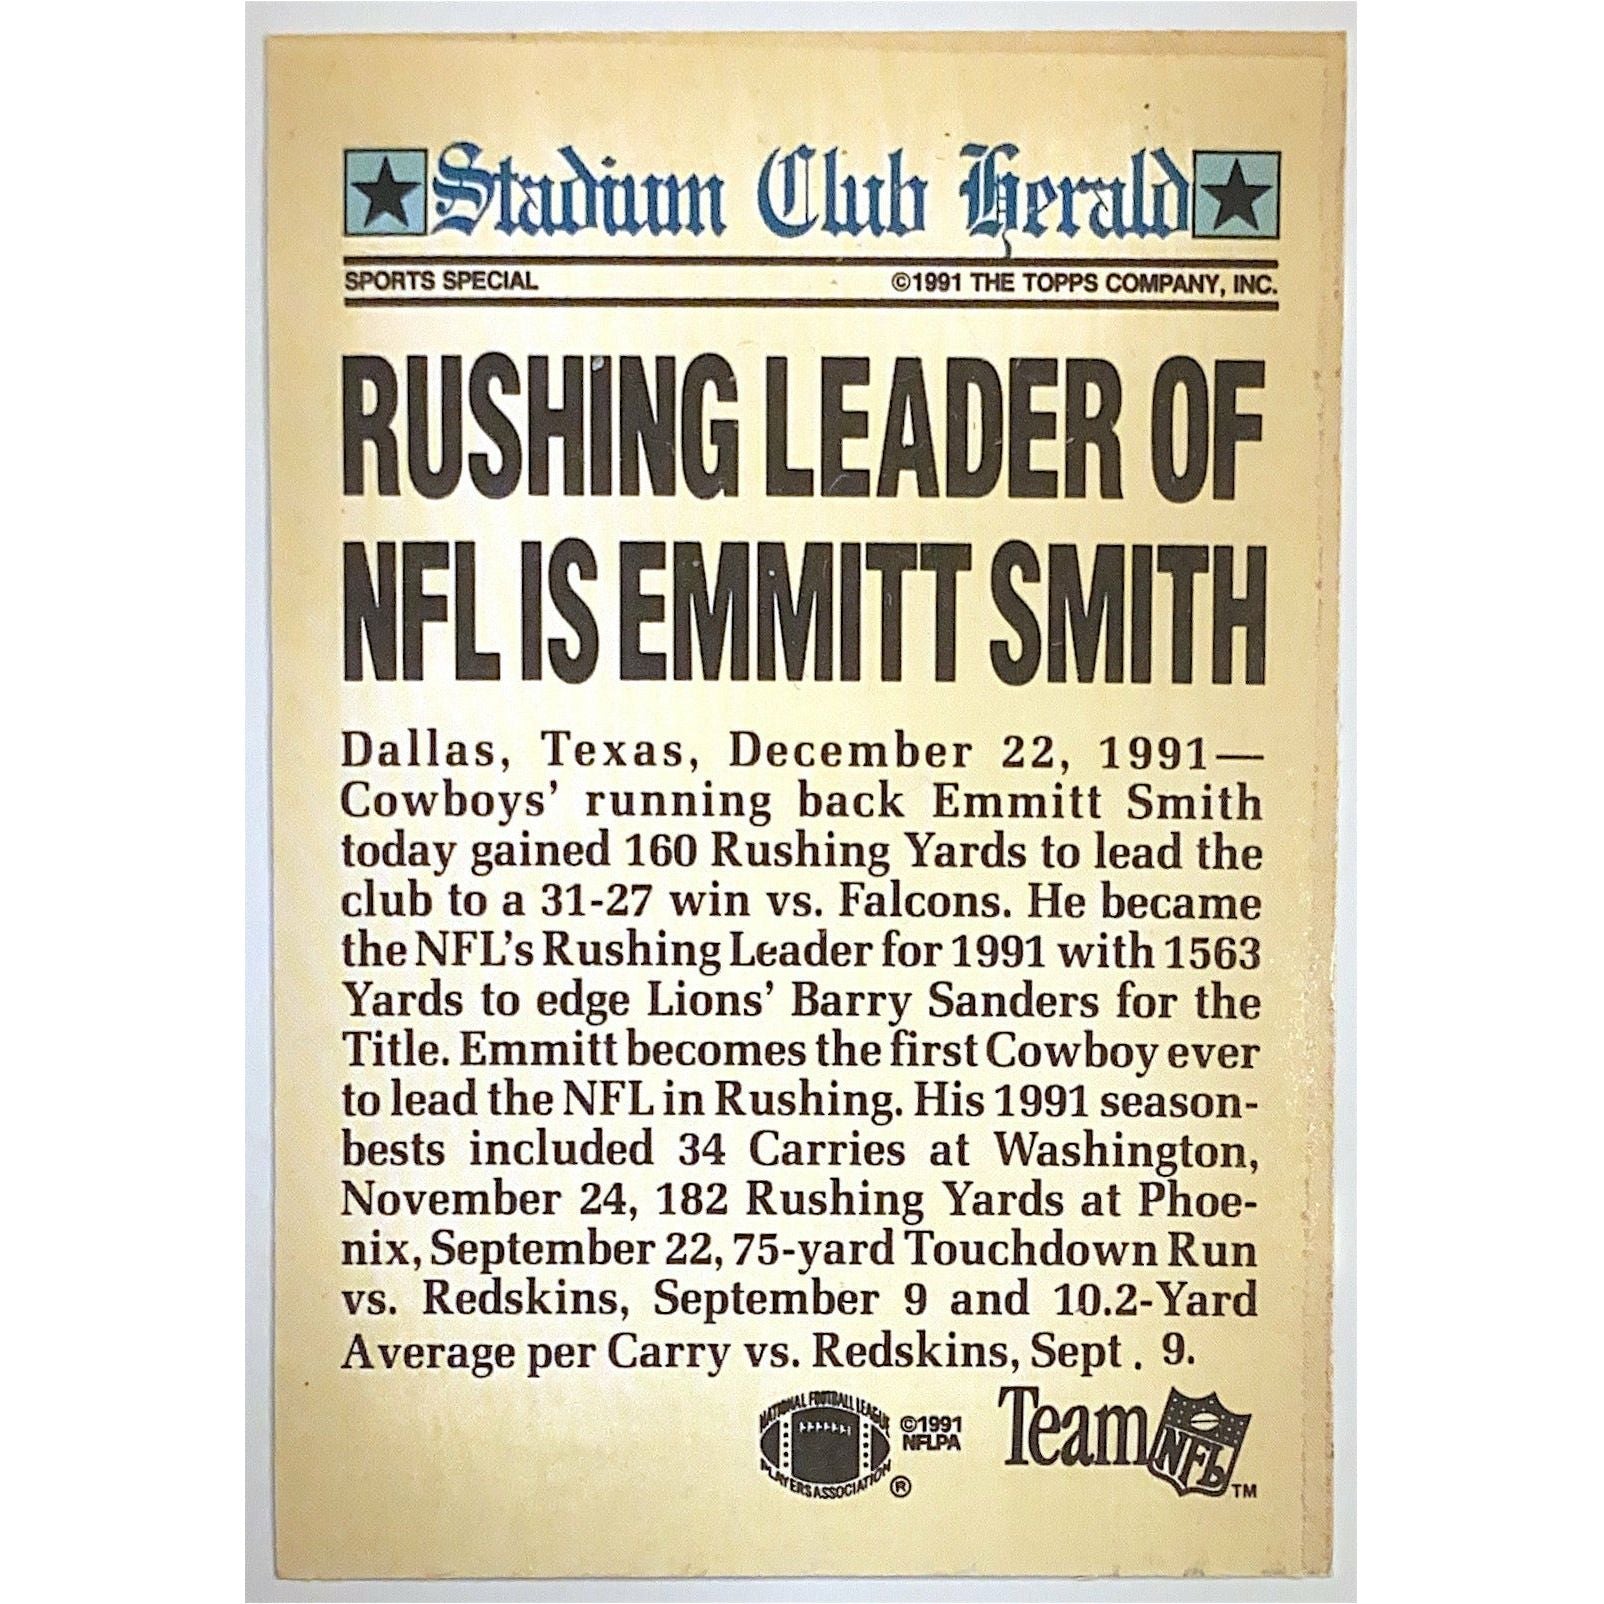 Stadium Club Herald
SPORTS SPECIAL ©1991 THE TOPPS COMPANY, INC.
RUSHING LEADER OF
NFL IS EMMITT SMITH
Dallas, Texas, December 22, 1991—
Cowboys' running back Emmitt Smith
today gained 160 Rushing Yards to lead the
club to a 31-27 win vs. Falcons. He became
the NFL's Rushing Leader for 1991 with 1563
Yards to edge Lions' Barry Sanders for the
Title. Emmitt becomes the first Cowboy ever
to lead the NFL in Rushing. His 1991 season-
bests included 34 Carries at Washington,
November 24, 182 Rushing Yards at Phoe-
nix, September 22, 75-yard Touchdown Run
vs. Redskins, September 9 and 10.2-Yard
Average per Carry vs. Redskins, Sept. 9.
NATIONAL FOOTBALL LEAGUE
PLAYERS ASSOCIATION ®
©1991
NFLPA
Team NFL TM